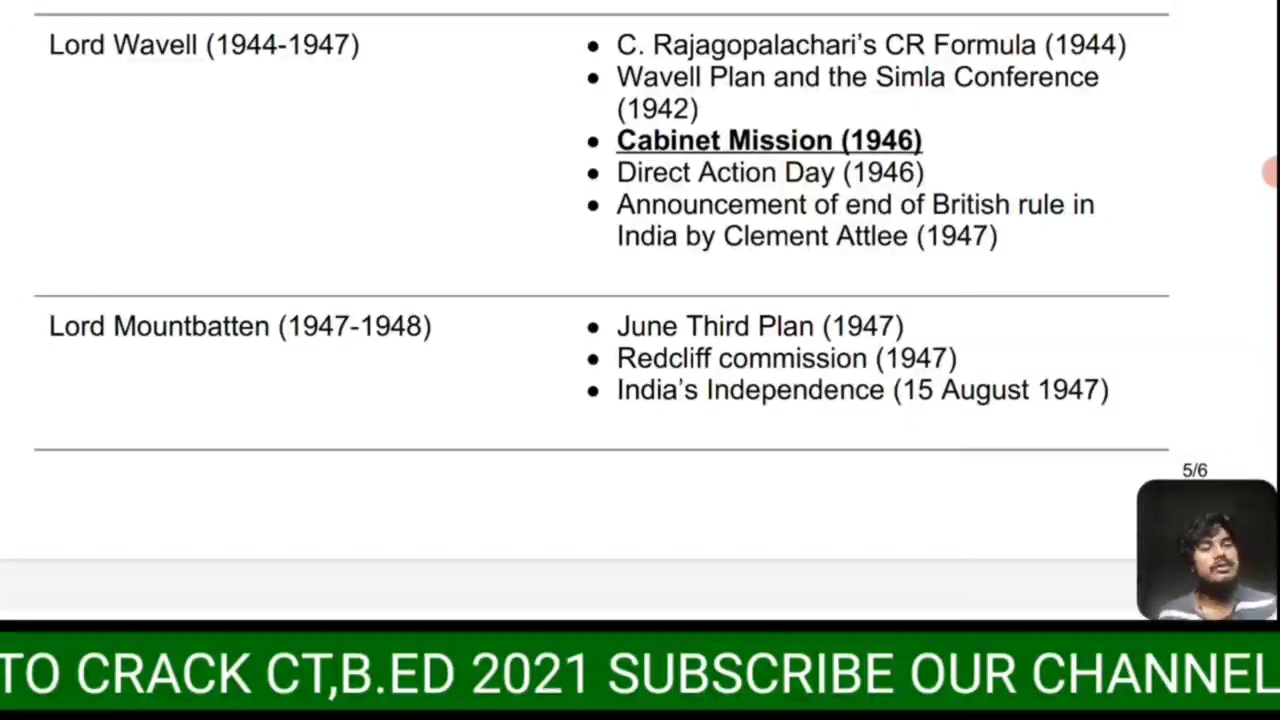 Lord Wavell (1944-1947)
• C. Rajagopalachari’s CR Formula (1944)
• Wavell Plan and the Simla Conference
(1942)
• Cabinet Mission (1946)
• Direct Action Day (1946)
• Announcement of end of British rule in
India by Clement Attlee (1947)
Lord Mountbatten (1947-1948)
• June Third Plan (1947)
• Redcliff commission (1947)
• India’s Independence (15 August 1947)
5/6
TO CRACK CT,B.ED 2021 SUBSCRIBE OUR CHANNEL